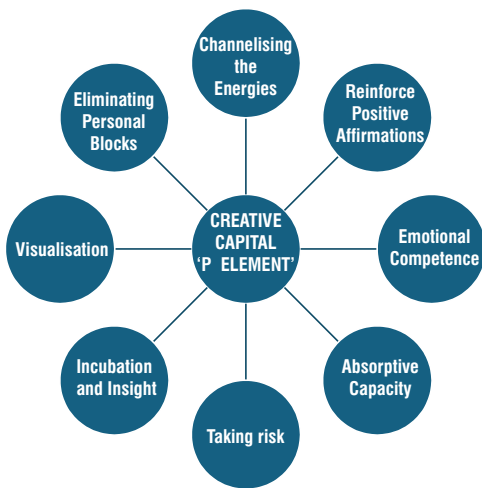 Channelising
the
Energies
Reinforce
Positive
Affirmations
Emotional
Competence
Absorptive
Capacity
Taking risk
Incubation
and Insight
Visualisation
Eliminating
Personal
Blocks
CREATIVE
CAPITAL
‘P ELEMENT’